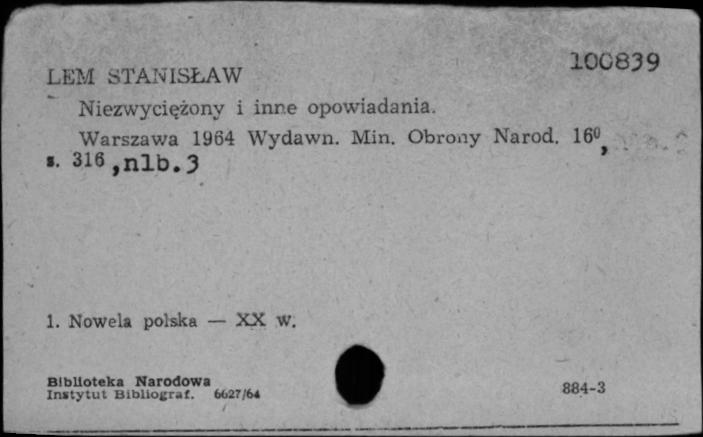 100839
LEM STANISŁAW
Niezwyciężony i inne opowiadania.
Warszawa 1964 Wydawn. Min. Obrony Narod. 16⁰,
s. 316, nlb. 3
1. Nowela polska — XX w.
Biblioteka Narodowa
Instytut Bibliograf. 6627/64
884-3